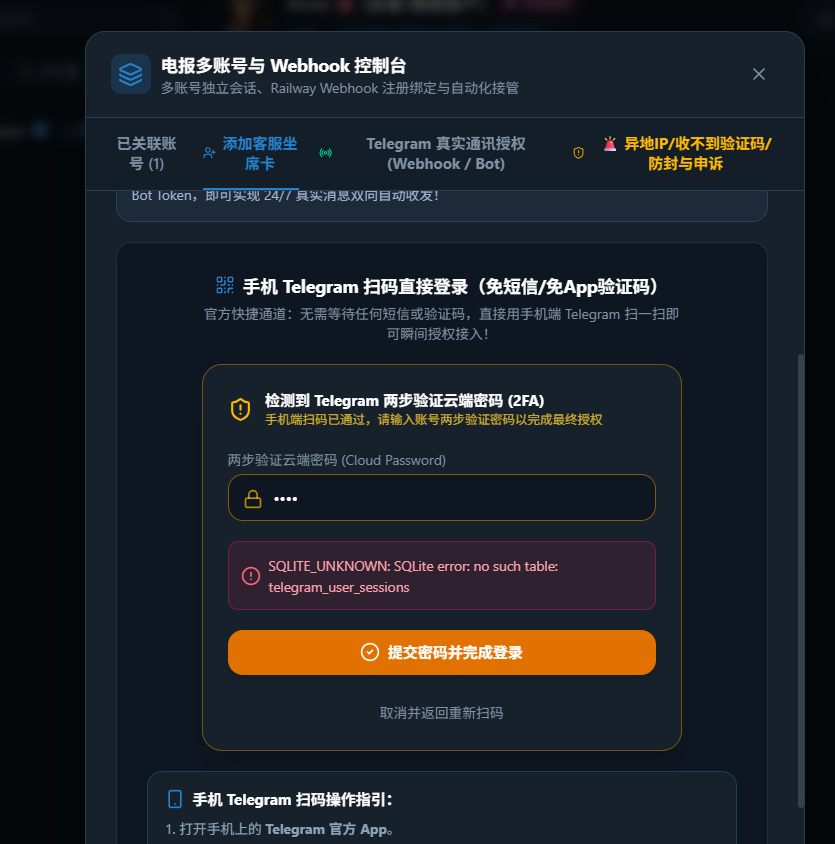 电报多账号与 Webhook 控制台
多账号独立会话、Railway Webhook 注册绑定与自动化接管
已关联账
号 (1)
添加客服坐
席卡
Telegram 真实通讯授权
(Webhook / Bot)
🚨 异地IP/收不到验证码/
防封与申诉
Bot Token，即可实现 24/7 真实消息双向自动收发！
手机 Telegram 扫码直接登录（免短信/免App验证码）
官方快捷通道：无需等待任何短信或验证码，直接用手机端 Telegram 扫一扫即
可瞬间授权接入！
检测到 Telegram 两步验证云端密码 (2FA)
手机端扫码已通过，请输入账号两步验证密码以完成最终授权
两步验证云端密码 (Cloud Password)
••••
SQLITE_UNKNOWN: SQLite error: no such table:
telegram_user_sessions
提交密码并完成登录
取消并返回重新扫码
手机 Telegram 扫码操作指引：
1. 打开手机上的 Telegram 官方 App。